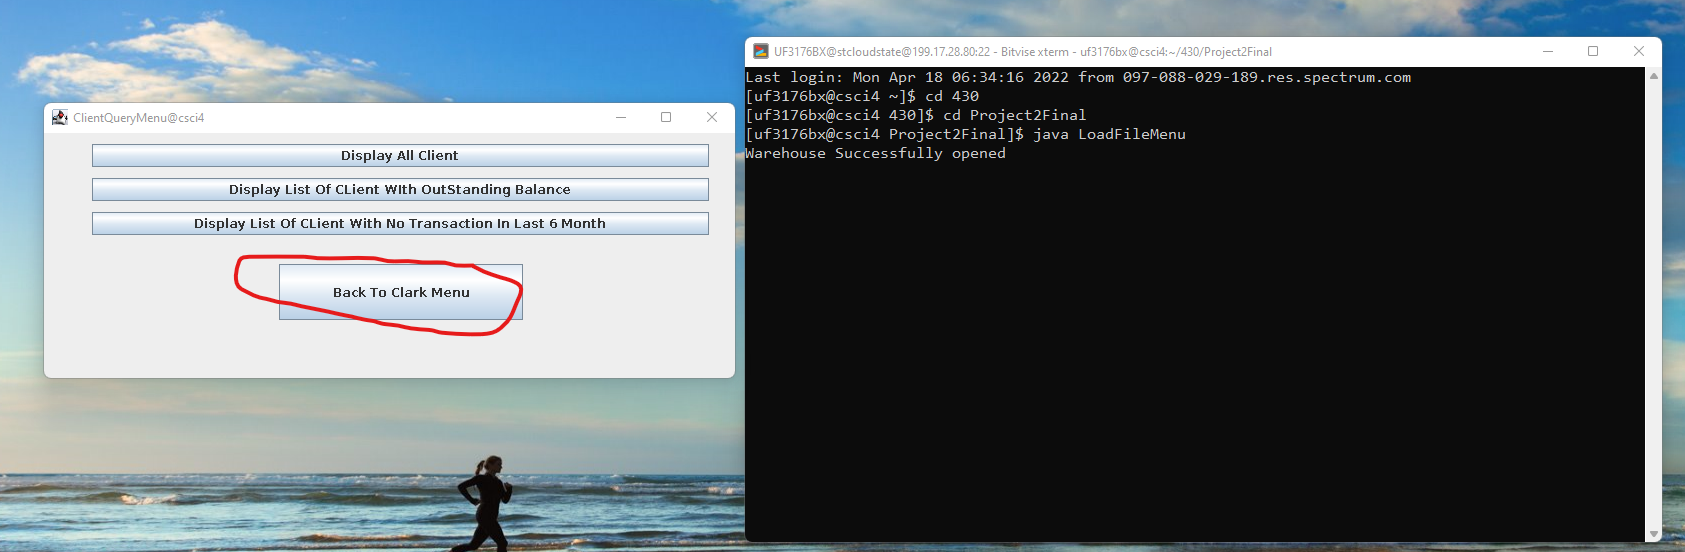 ClientQueryMenu@csci4
Display All Client
Display List Of CLient WIth OutStanding Balance
Display List Of CLient With No Transaction In Last 6 Month
Back To Clark Menu
UF3176BX@stcloudstate@199.17.28.80:22 - Bitvise xterm - uf3176bx@csci4:~/430/Project2Final
Last login: Mon Apr 18 06:34:16 2022 from 097-088-029-189.res.spectrum.com
[uf3176bx@csci4 ~]$ cd 430
[uf3176bx@csci4 430]$ cd Project2Final
[uf3176bx@csci4 Project2Final]$ java LoadFileMenu
Warehouse Successfully opened